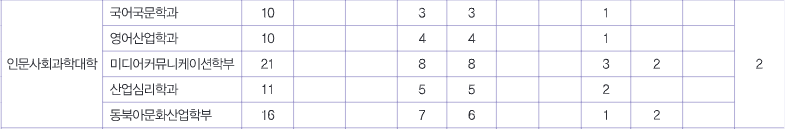 국어국문학과 10 3 3 1
영어산업학과 10 4 4 1
인문사회과학대학 미디어커뮤니케이션학부 21 8 8 3 2 2
산업심리학과 11 5 5 2
동북아문화산업학부 16 7 6 1 2